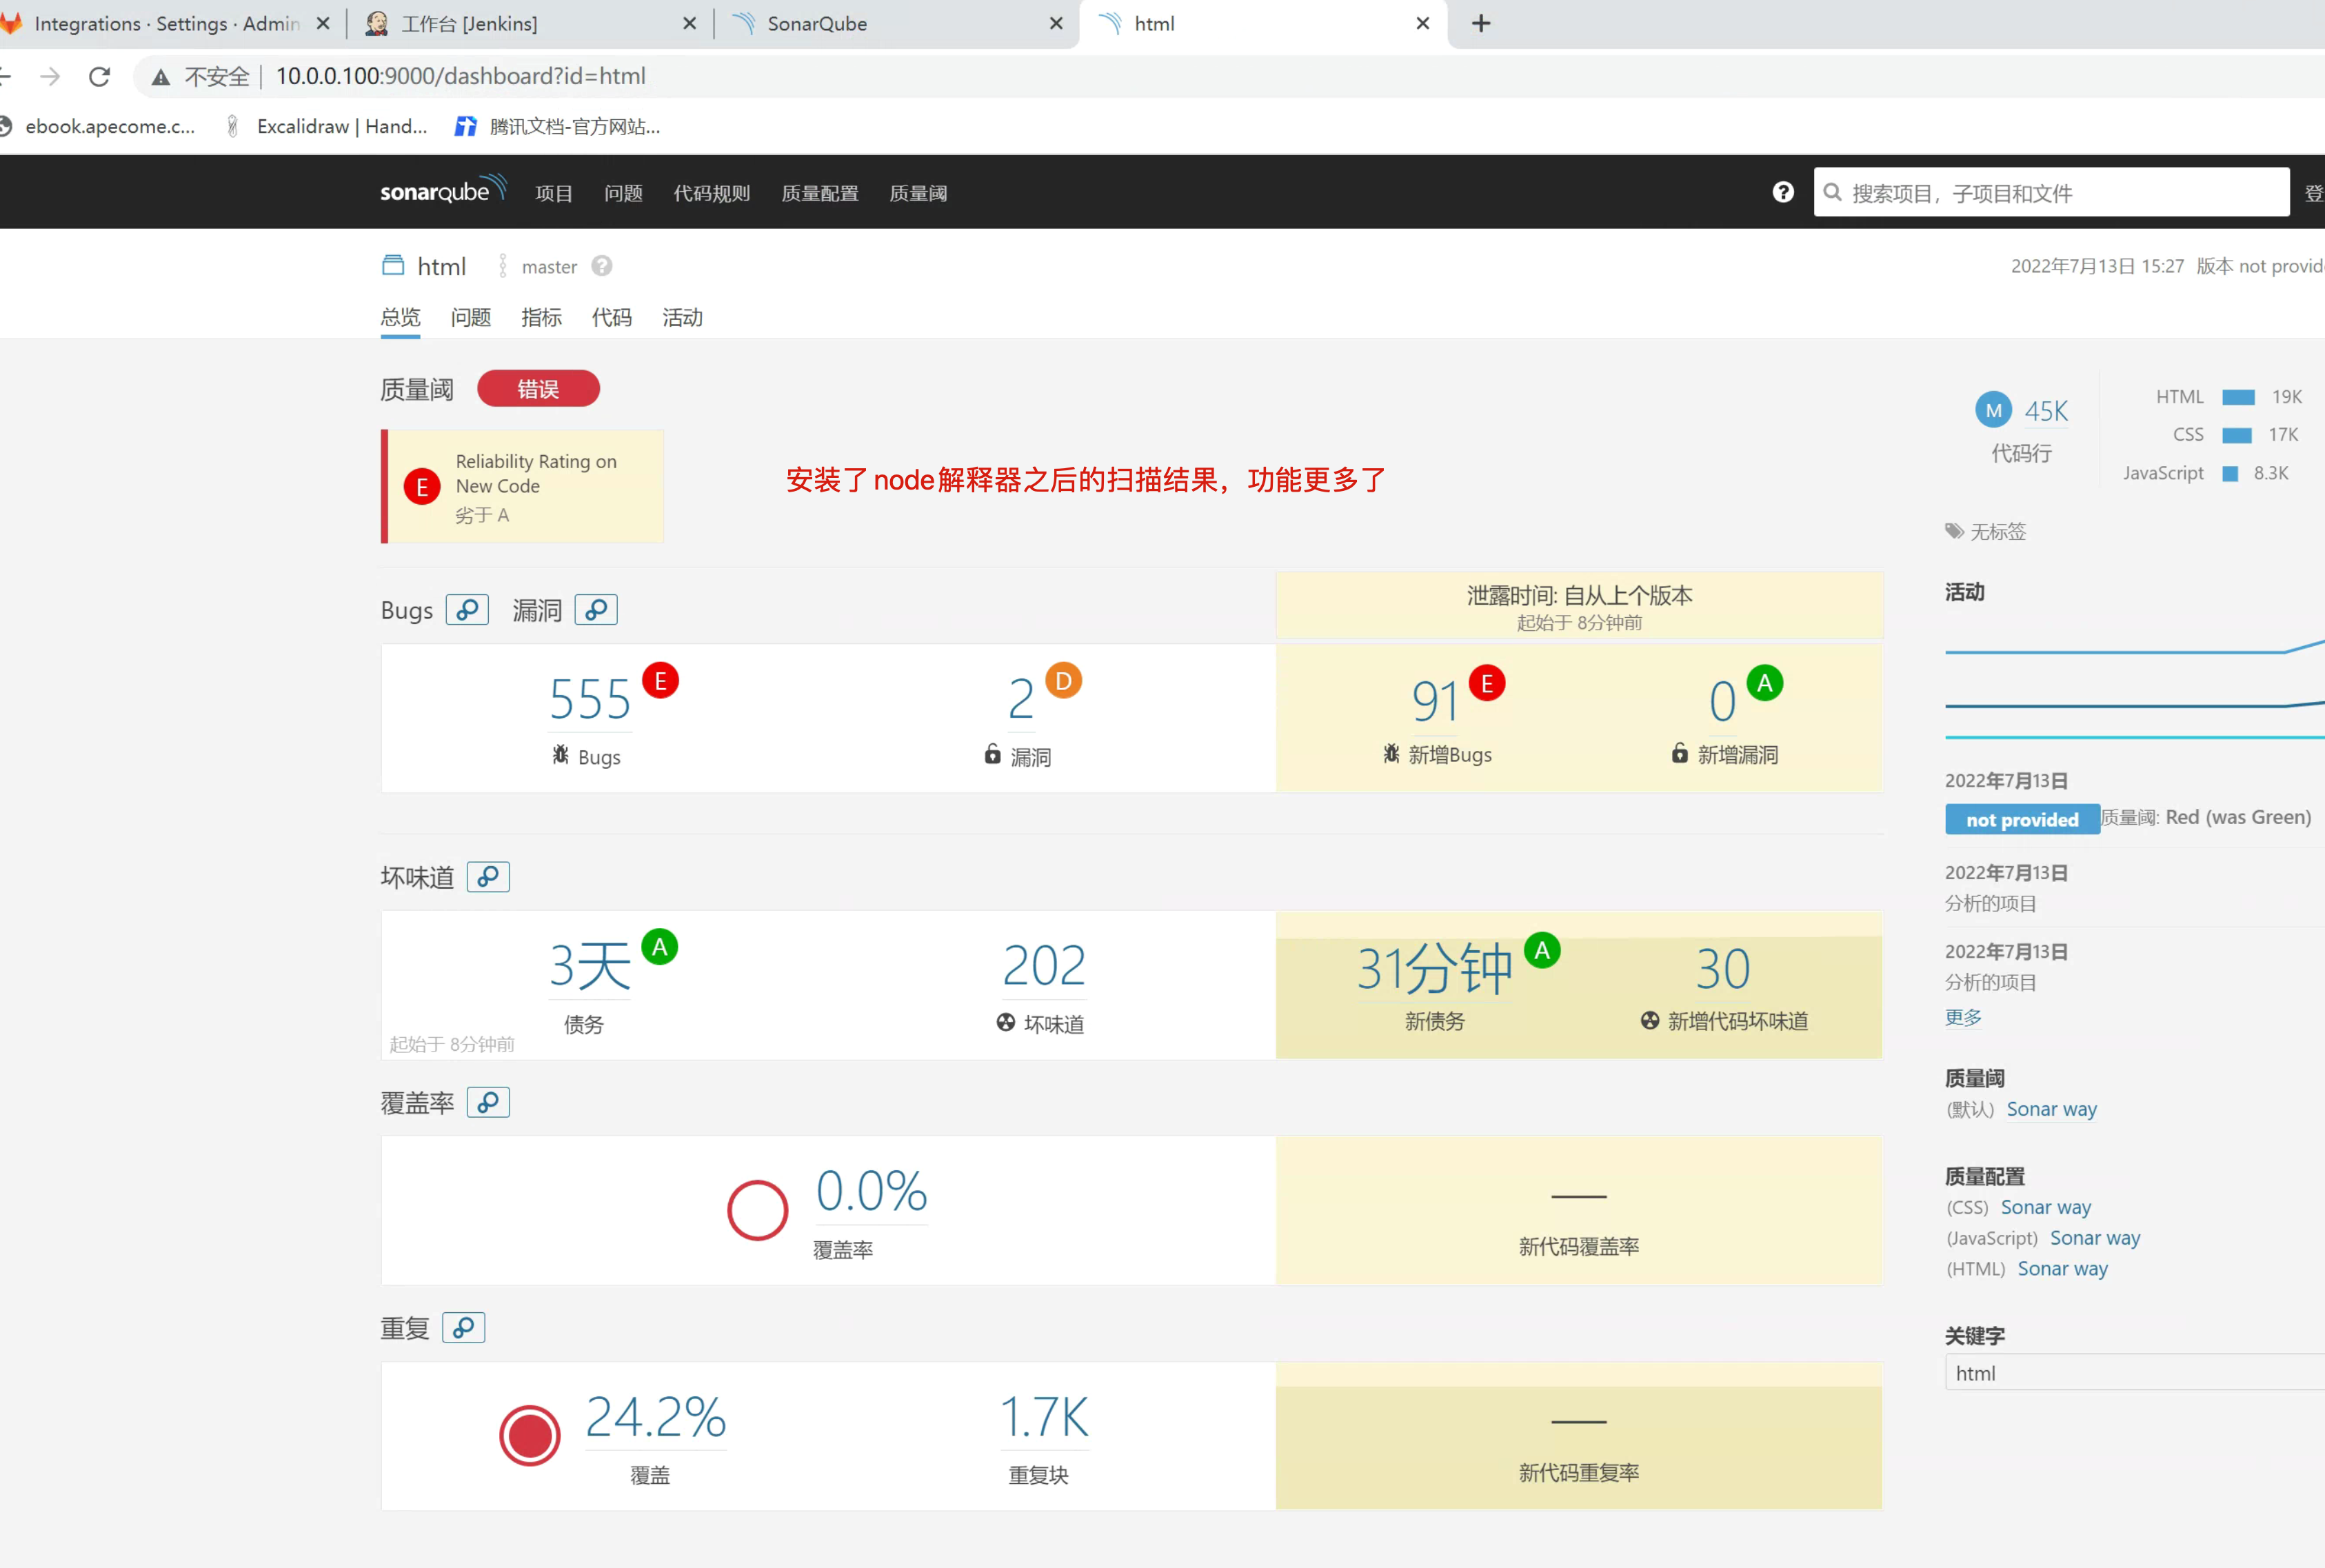 Integrations · Settings · Admin
工作台 [Jenkins]
SonarQube
html
不安全
10.0.0.100:9000/dashboard?id=html
ebook.apecome.c...
Excalidraw | Hand...
腾讯文档-官方网站...
sonarqube
项目
问题
代码规则
质量配置
质量阈
搜索项目，子项目和文件
登
html
master
2022年7月13日 15:27 版本 not provid
总览
问题
指标
代码
活动
质量阈
错误
E
Reliability Rating on
New Code
劣于 A
安装了node解释器之后的扫描结果，功能更多了
M
45K
代码行
HTML 19K
CSS 17K
JavaScript 8.3K
无标签
Bugs
漏洞
泄露时间: 自从上个版本
起始于 8分钟前
555 E
Bugs
2 D
漏洞
91 E
新增Bugs
0 A
新增漏洞
坏味道
3天 A
债务
起始于 8分钟前
202
坏味道
31分钟 A
新债务
30
新增代码坏味道
覆盖率
0.0%
覆盖率
新代码覆盖率
重复
24.2%
覆盖
1.7K
重复块
新代码重复率
活动
2022年7月13日
not provided 质量阈: Red (was Green)
2022年7月13日
分析的项目
2022年7月13日
分析的项目
更多
质量阈
(默认) Sonar way
质量配置
(CSS) Sonar way
(JavaScript) Sonar way
(HTML) Sonar way
关键字
html